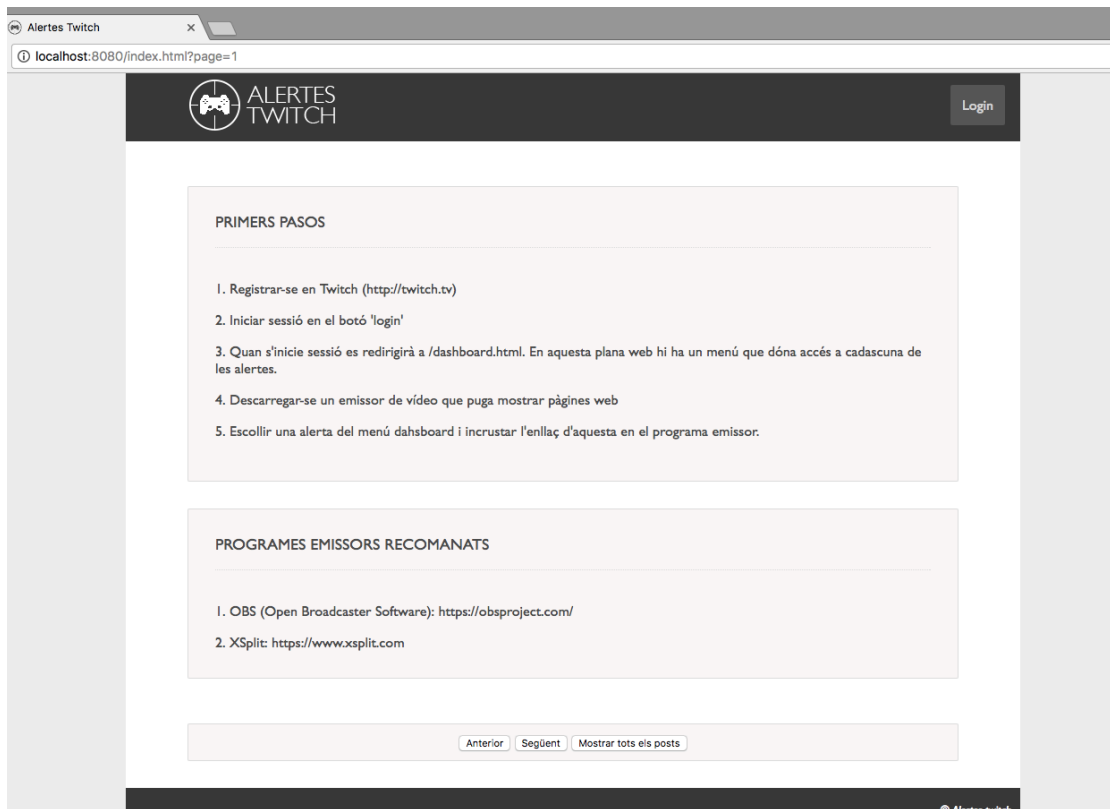 Alertes Twitch
localhost:8080/index.html?page=1
ALERTES
TWITCH
Login
PRIMERS PASOS
1. Registrar-se en Twitch (http://twitch.tv)
2. Iniciar sessió en el botó 'login'
3. Quan s'inicie sessió es redirigirà a /dashboard.html. En aquesta plana web hi ha un menú que dóna accés a cadascuna de
les alertes.
4. Descarregar-se un emissor de vídeo que puga mostrar pàgines web
5. Escollir una alerta del menú dahsboard i incrustar l'enllaç d'aquesta en el programa emissor.
PROGRAMES EMISSORS RECOMANATS
1. OBS (Open Broadcaster Software): https://obsproject.com/
2. XSplit: https://www.xsplit.com
Anterior Següent Mostrar tots els posts
© Alertes twitch